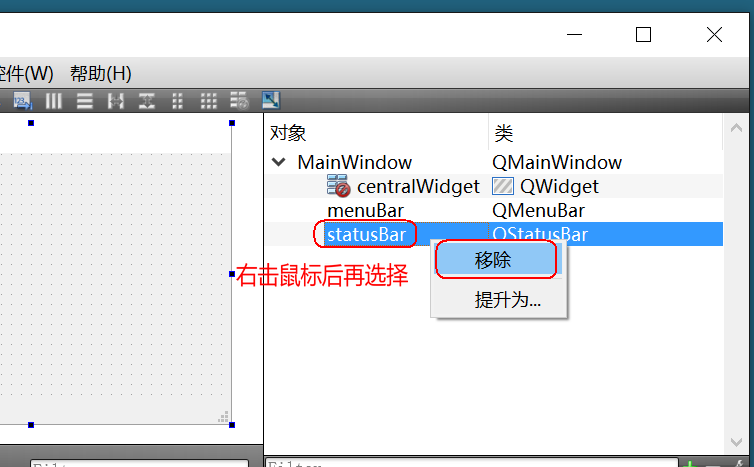 控件(W) 帮助(H)
对象 类
MainWindow QMainWindow
centralWidget QWidget
menuBar QMenuBar
statusBar QStatusBar
移除
右击鼠标后再选择
提升为...
Filter